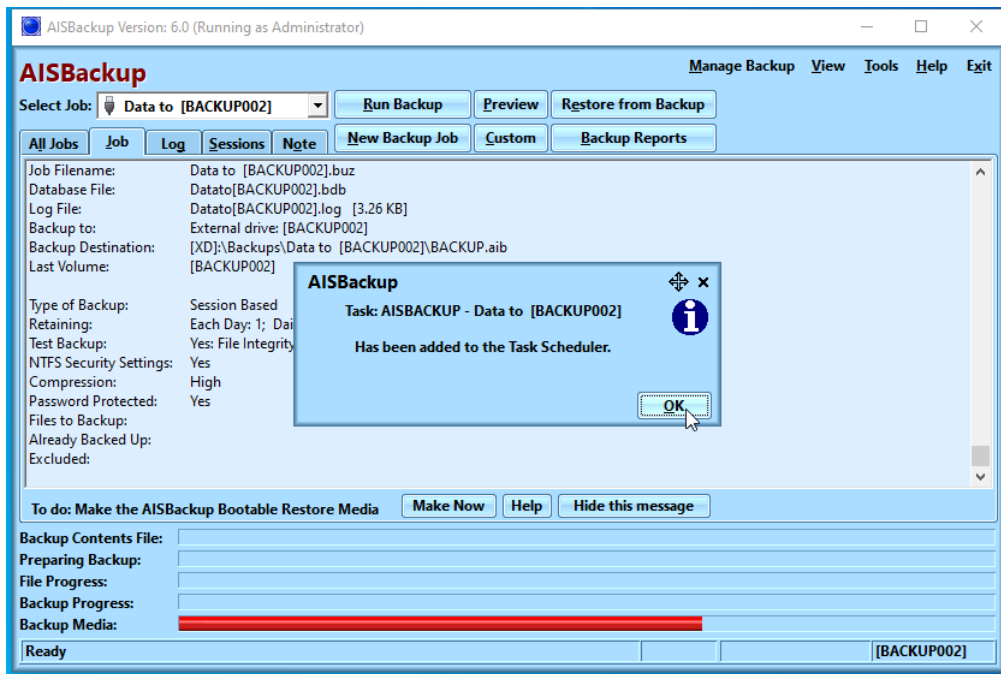 AISBackup Version: 6.0 (Running as Administrator)
AISBackup
Manage Backup View Tools Help Exit
Select Job: Data to [BACKUP002] Run Backup Preview Restore from Backup
All Jobs Job Log Sessions Note New Backup Job Custom Backup Reports
Job Filename: Data to [BACKUP002].buz
Database File: Datato[BACKUP002].bdb
Log File: Datato[BACKUP002].log [3.26 KB]
Backup to: External drive: [BACKUP002]
Backup Destination: [XD]:\Backups\Data to [BACKUP002]\BACKUP.aib
Last Volume: [BACKUP002]
Type of Backup: Session Based
Retaining: Each Day: 1; Dai
Test Backup: Yes: File Integrity
NTFS Security Settings: Yes
Compression: High
Password Protected: Yes
Files to Backup:
Already Backed Up:
Excluded:
AISBackup
Task: AISBACKUP - Data to [BACKUP002]
Has been added to the Task Scheduler.
OK
To do: Make the AISBackup Bootable Restore Media Make Now Help Hide this message
Backup Contents File:
Preparing Backup:
File Progress:
Backup Progress:
Backup Media:
Ready [BACKUP002]